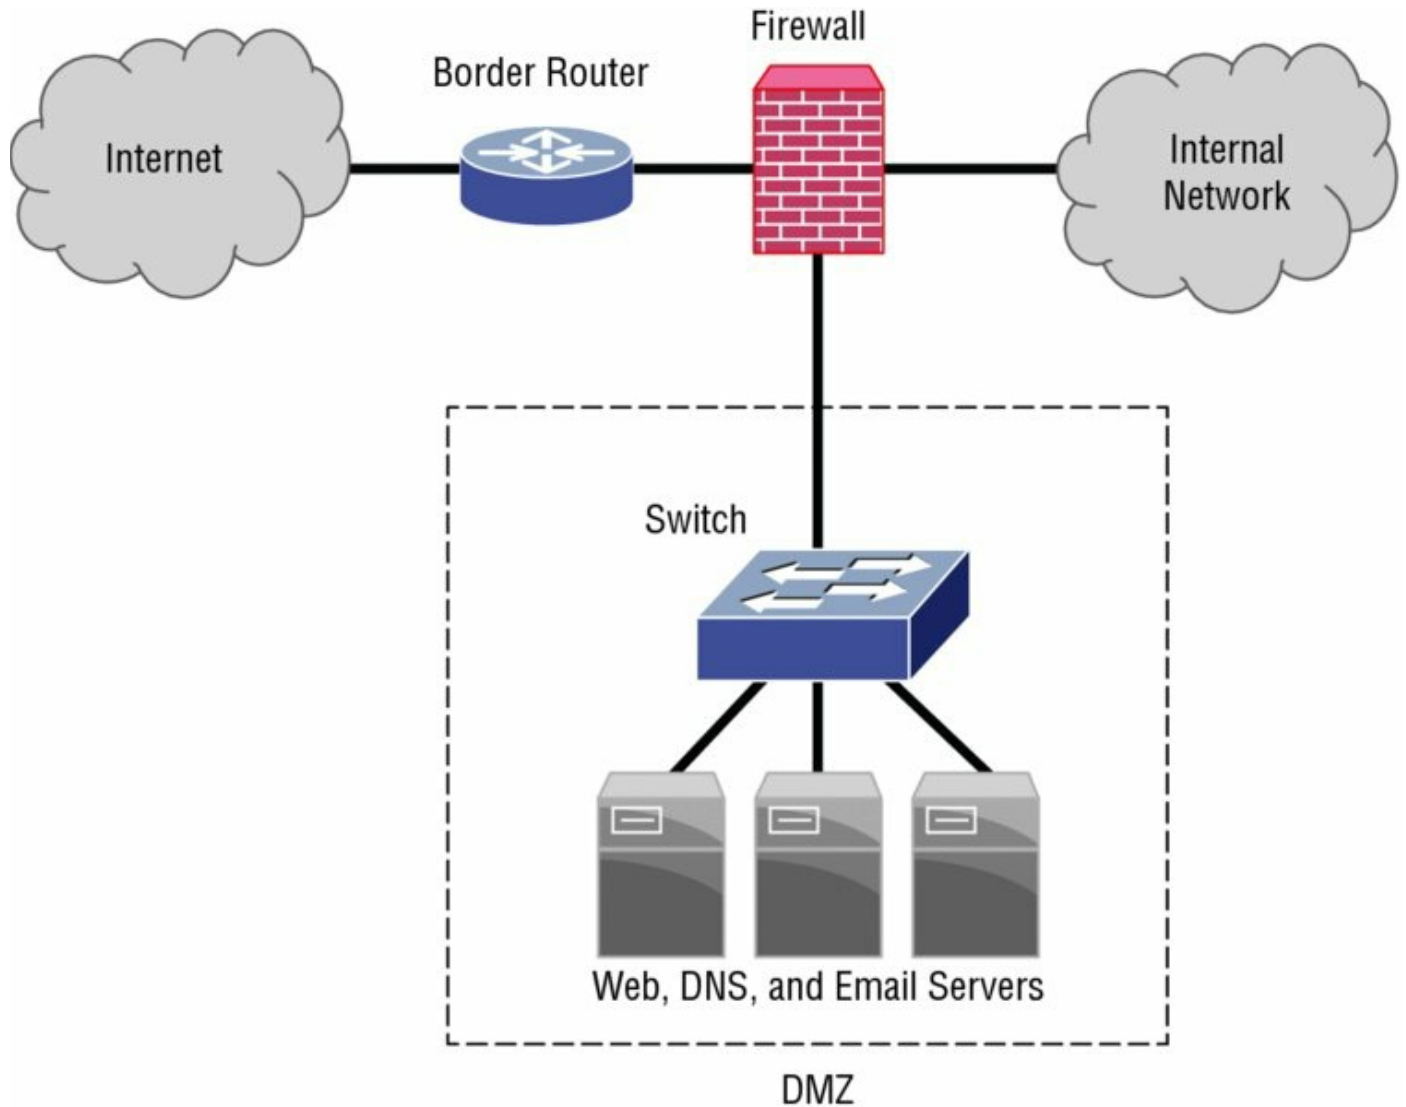 Firewall
Border Router
Internet
Internal
Network
Switch
Web, DNS, and Email Servers
DMZ